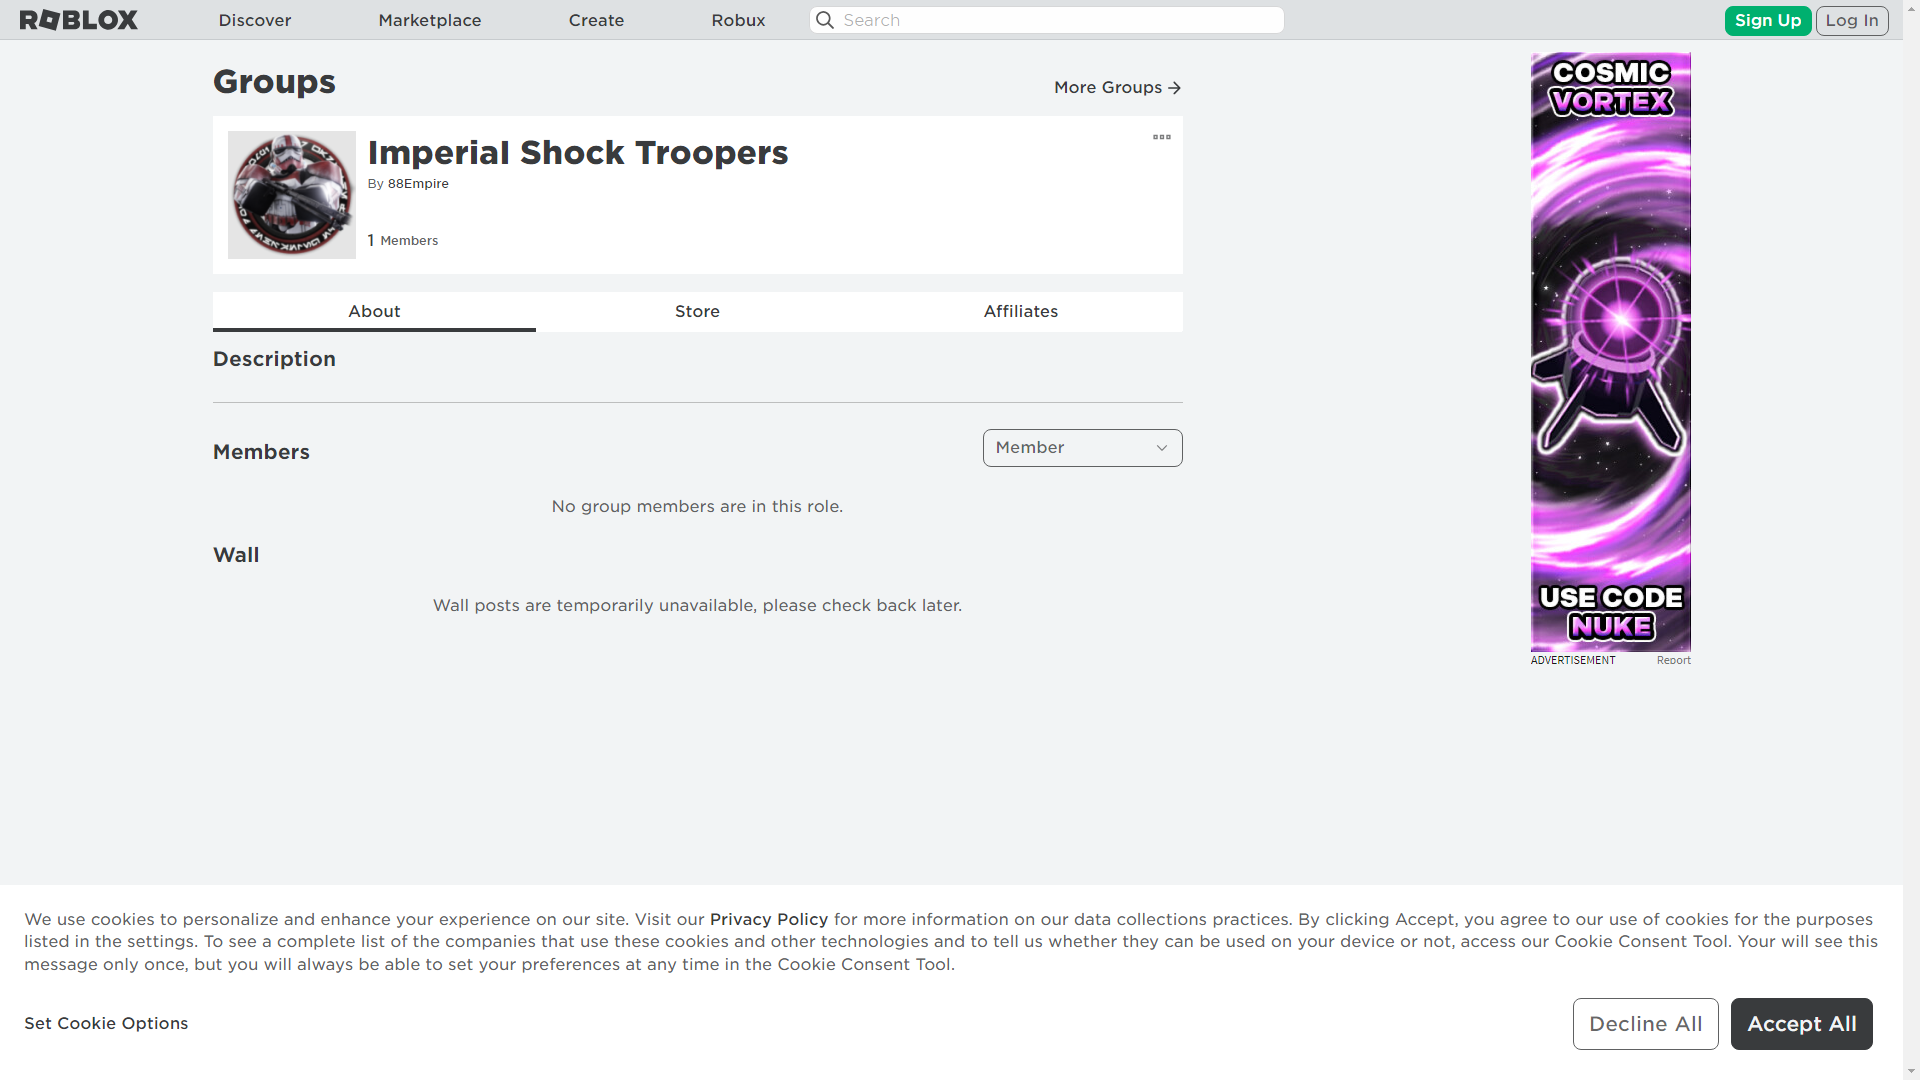 ROBLOX
Discover
Marketplace
Create
Robux
Search
Sign Up
Log In
Groups
More Groups
Imperial Shock Troopers
By 88Empire
1 Members
About
Store
Affiliates
Description
Members
Member
No group members are in this role.
Wall
Wall posts are temporarily unavailable, please check back later.
COSMIC
VORTEX
USE CODE
NUKE
ADVERTISEMENT
Report
We use cookies to personalize and enhance your experience on our site. Visit our Privacy Policy for more information on our data collections practices. By clicking Accept, you agree to our use of cookies for the purposes
listed in the settings. To see a complete list of the companies that use these cookies and other technologies and to tell us whether they can be used on your device or not, access our Cookie Consent Tool. Your will see this
message only once, but you will always be able to set your preferences at any time in the Cookie Consent Tool.
Set Cookie Options
Decline All
Accept All